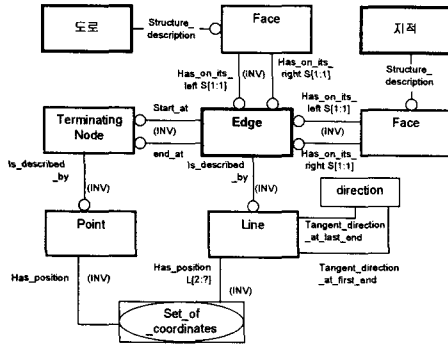 도로
Structure_
description
Face
지적
Structure_
description
Has_on_its_
left S[1:1]
(INV)
Has_on_its_
right S[1:1]
Terminating
Node
Start_at
(INV)
end_at
Edge
Has_on_its_
left S[1:1]
(INV)
Has_on_its_
right S[1:1]
Face
Is_described
_by
(INV)
Is_described
_by
(INV)
direction
Point
Line
Tangent_direction
_at_last_end
Tangent_direction
_at_first_end
Has_position
(INV)
Has_position
L[2:?]
(INV)
Set_of
_coordinates